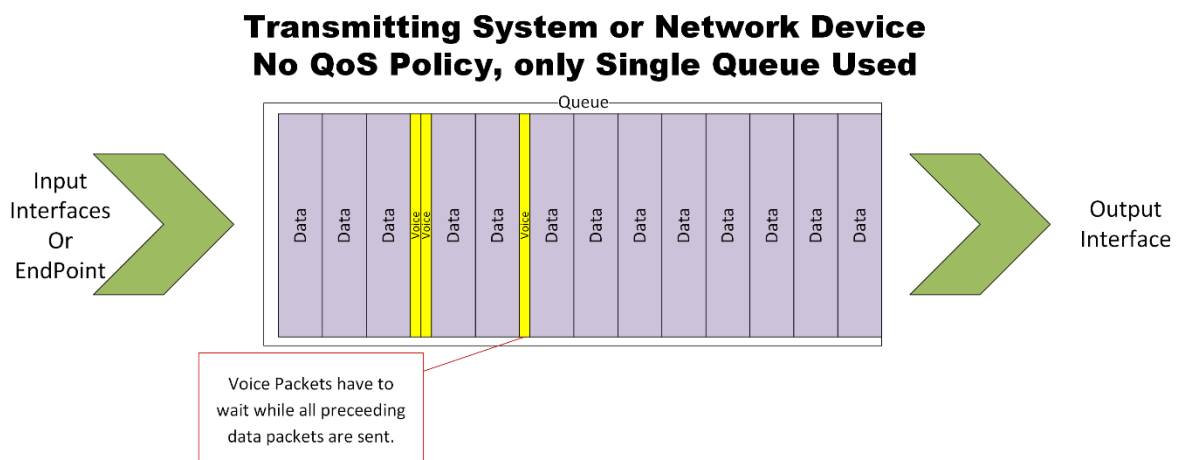 Transmitting System or Network Device
No QoS Policy, only Single Queue Used
Queue
Input
Interfaces
Or
EndPoint
Data
Data
Data
Voice
Voice
Data
Data
Voice
Data
Data
Data
Data
Data
Data
Data
Data
Output
Interface
Voice Packets have to
wait while all preceeding
data packets are sent.